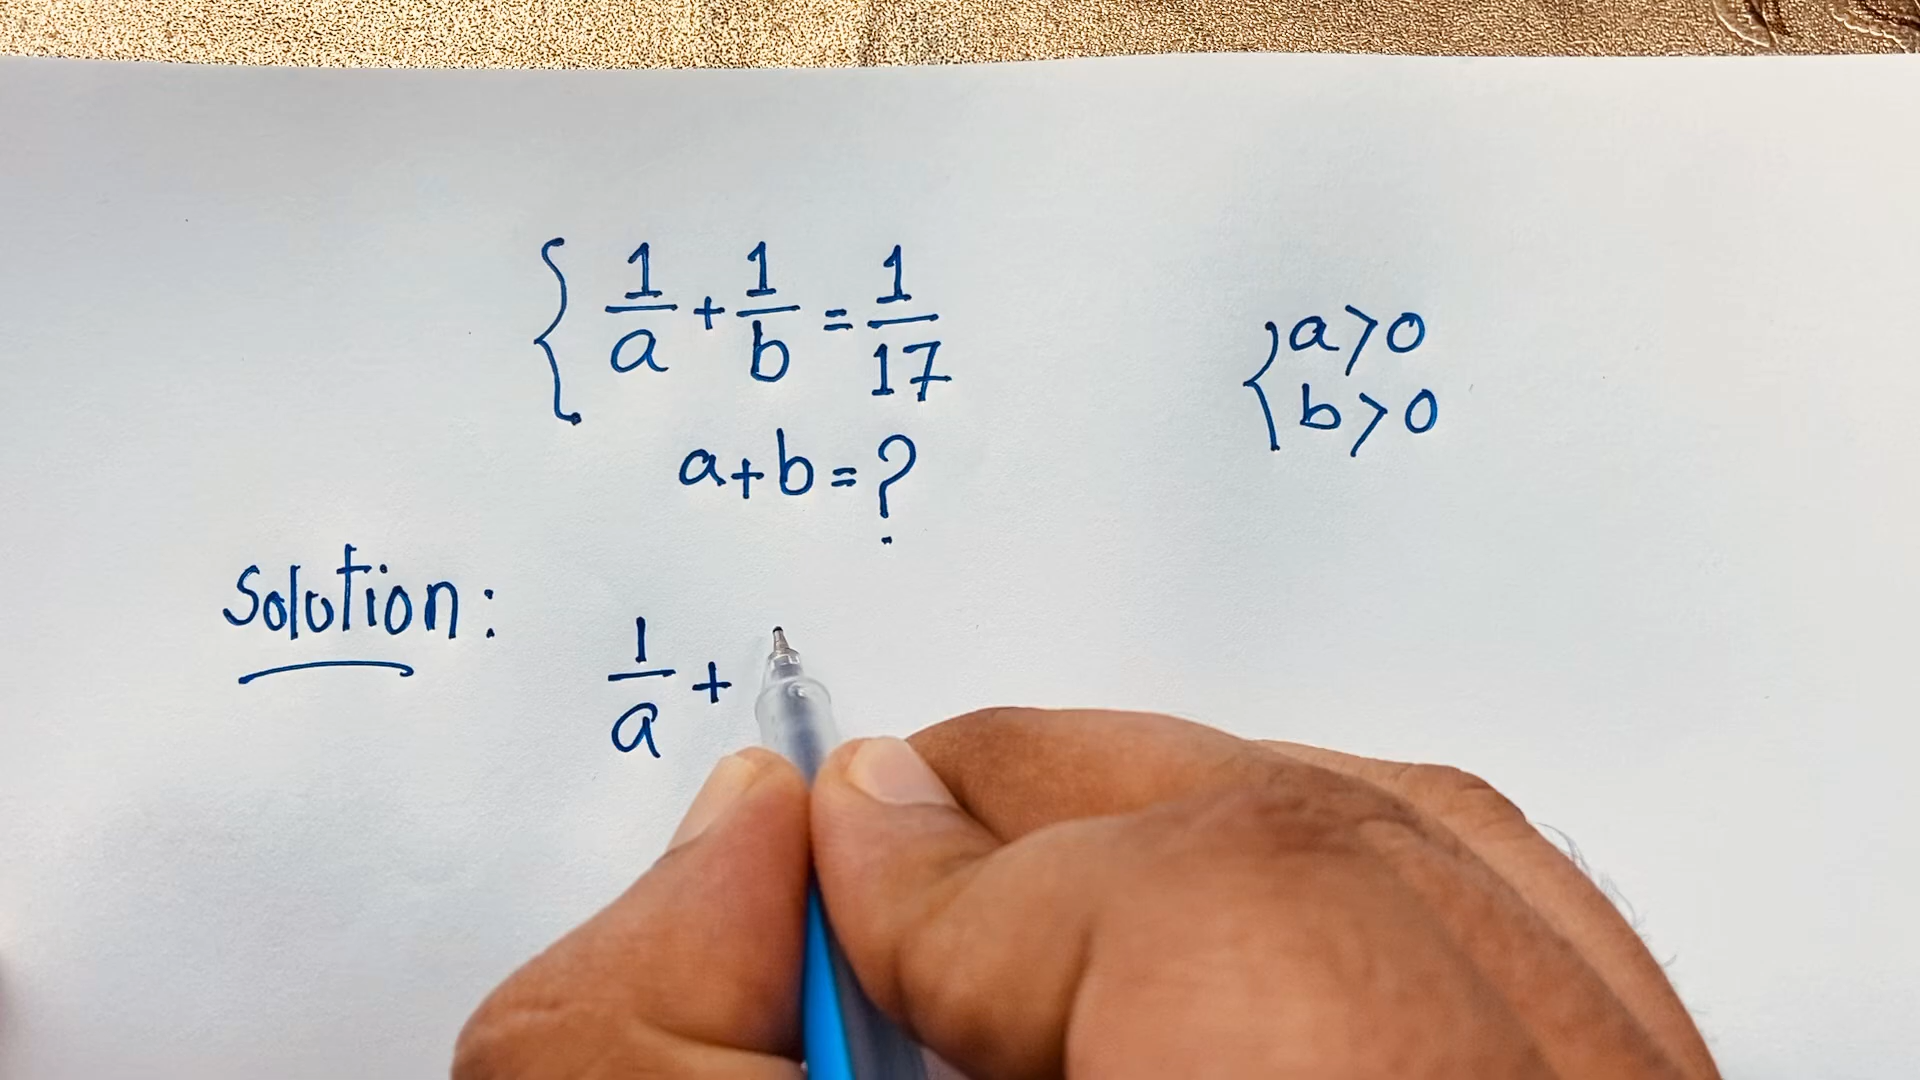 1/a + 1/b = 1/17
a+b=?
a>0
b>0
Solution:
1/a +